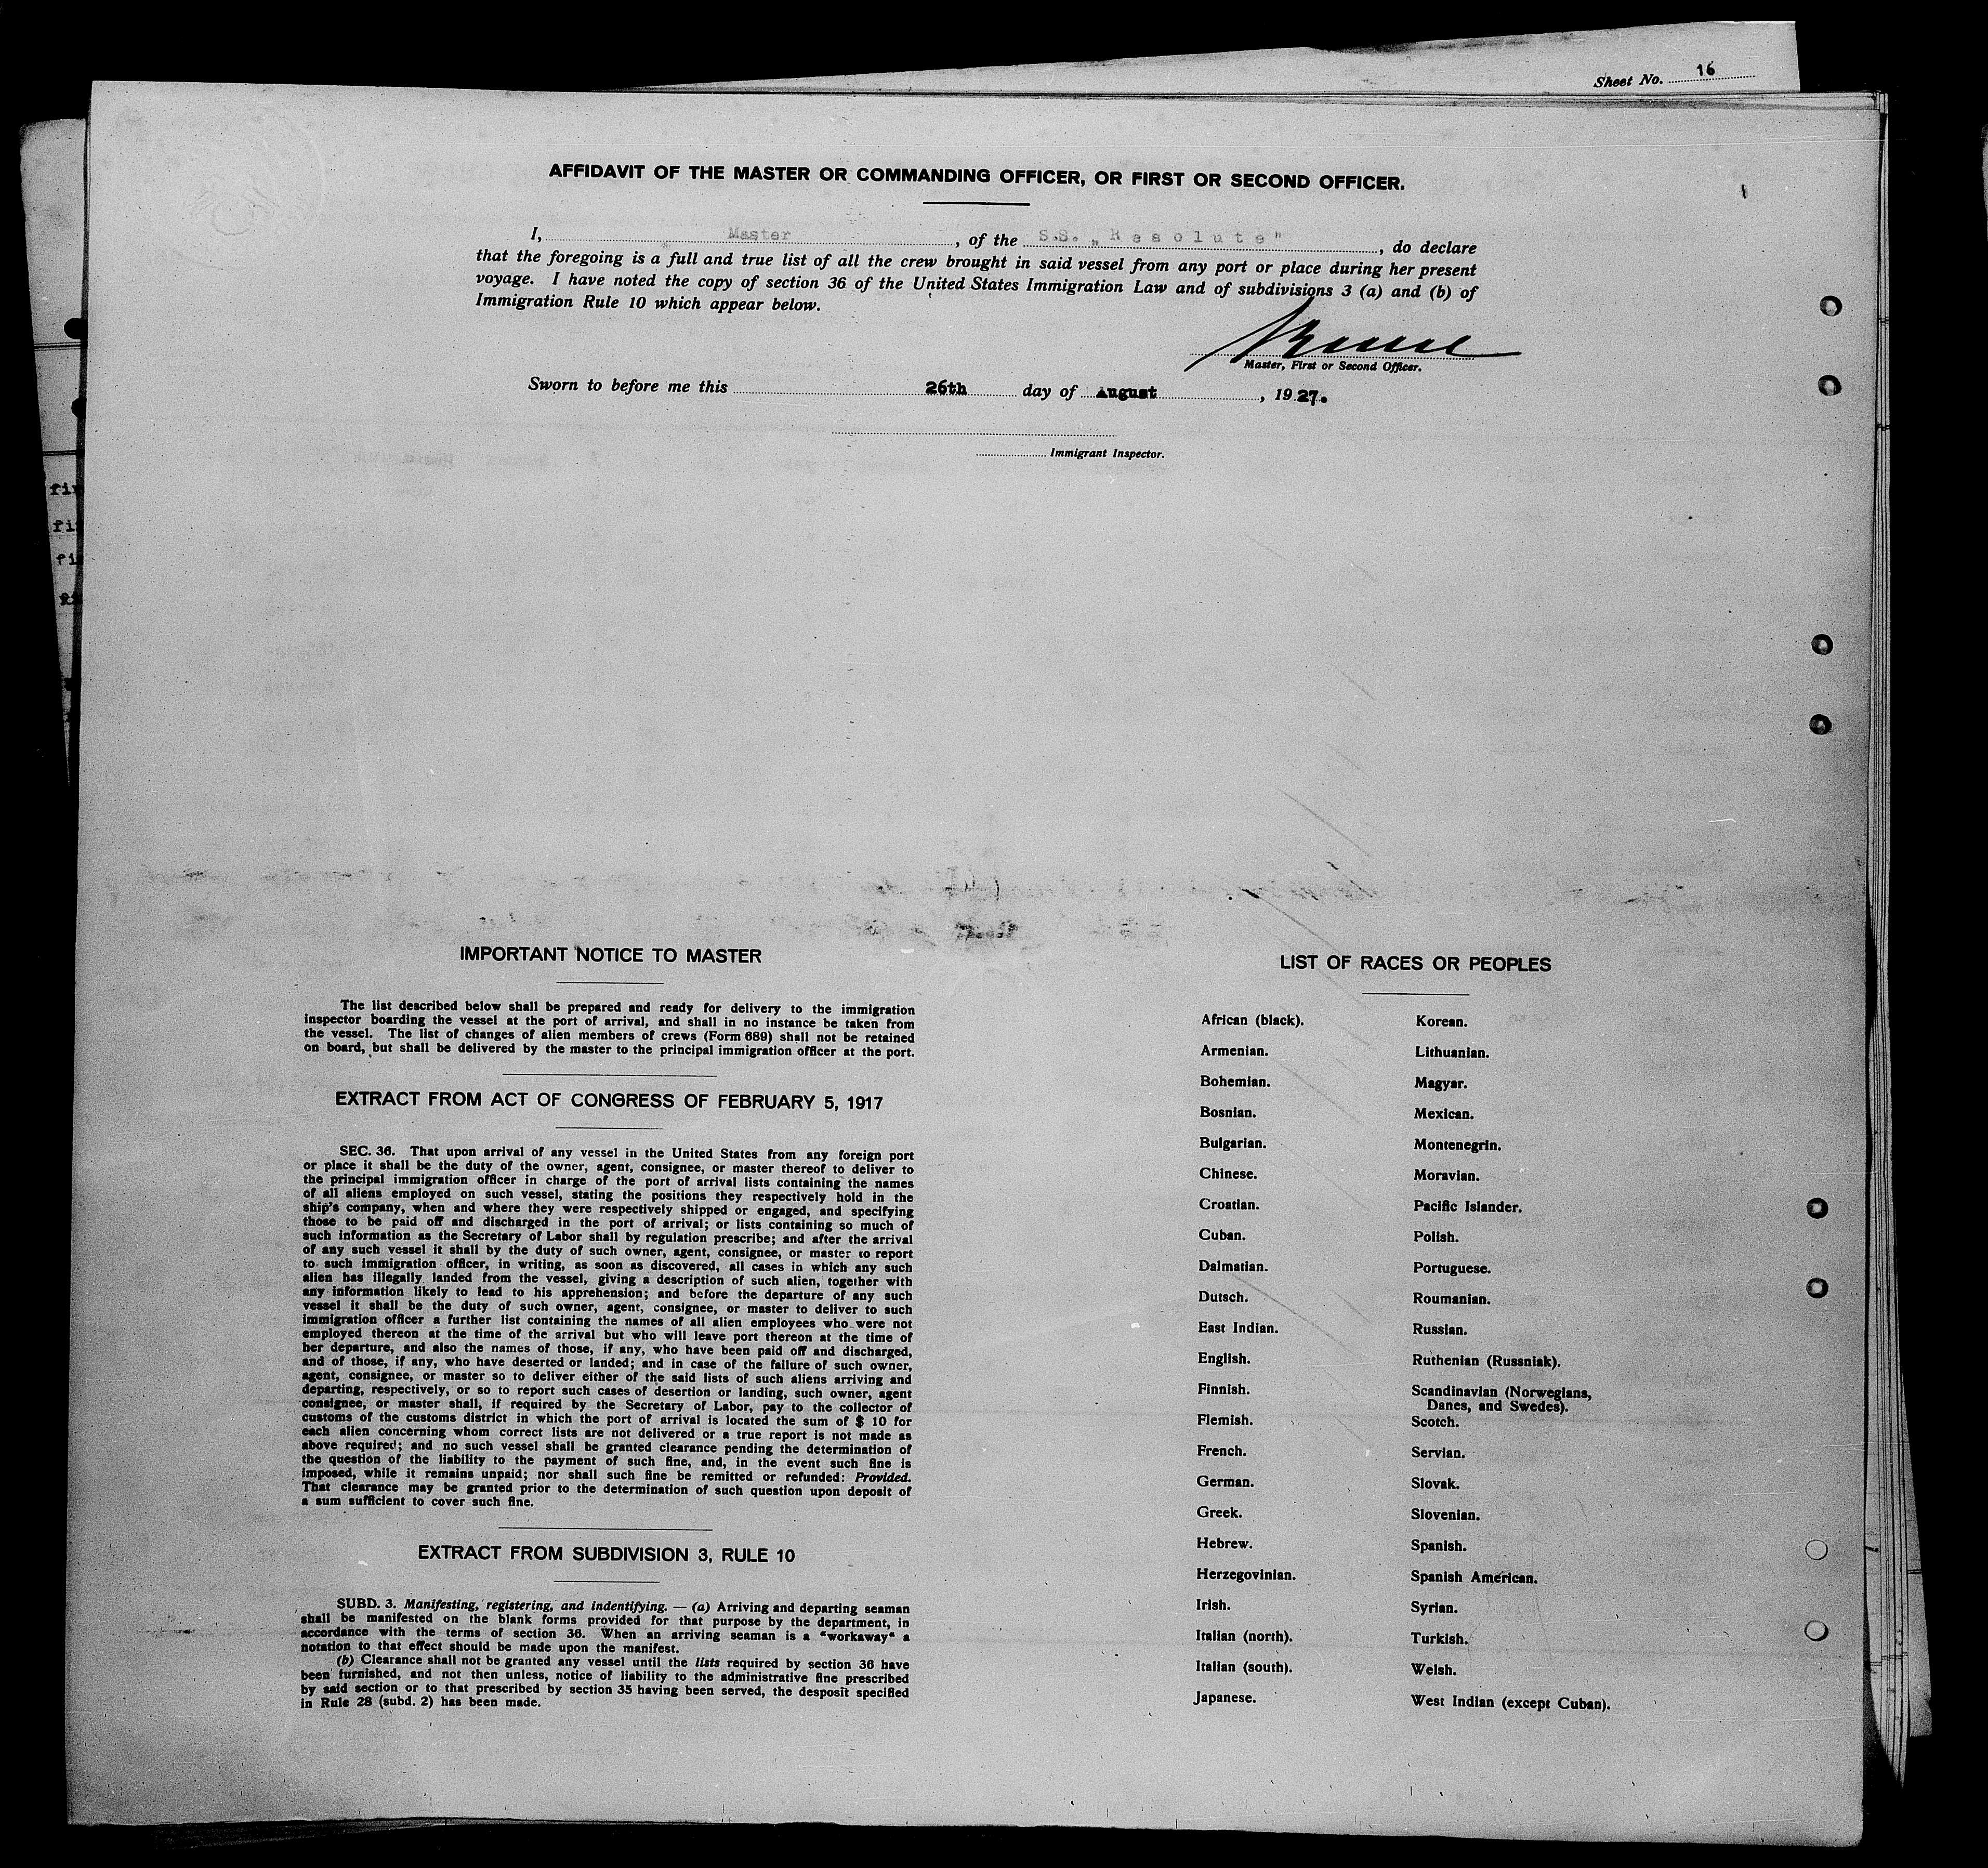 Sheet No. 16
AFFIDAVIT OF THE MASTER OR COMMANDING OFFICER, OR FIRST OR SECOND OFFICER.
I, Master, of the S.S. „Resolute", do declare
that the foregoing is a full and true list of all the crew brought in said vessel from any port or place during her present
voyage. I have noted the copy of section 36 of the United States Immigration Law and of subdivisions 3 (a) and (b) of
Immigration Rule 10 which appear below.
Master, First or Second Officer.
Sworn to before me this 26th day of August, 1927.
Immigrant Inspector.
fi
fi
fi
IMPORTANT NOTICE TO MASTER
The list described below shall be prepared and ready for delivery to the immigration
inspector boarding the vessel at the port of arrival, and shall in no instance be taken from
the vessel. The list of changes of alien members of crews (Form 689) shall not be retained
on board, but shall be delivered by the master to the principal immigration officer at the port.
EXTRACT FROM ACT OF CONGRESS OF FEBRUARY 5, 1917
SEC. 36. That upon arrival of any vessel in the United States from any foreign port
or place it shall be the duty of the owner, agent, consignee, or master thereof to deliver to
the principal immigration officer in charge of the port of arrival lists containing the names
of all aliens employed on such vessel, stating the positions they respectively hold in the
ship's company, when and where they were respectively shipped or engaged, and specifying
those to be paid off and discharged in the port of arrival; or lists containing so much of
such information as the Secretary of Labor shall by regulation prescribe; and after the arrival
of any such vessel it shall by the duty of such owner, agent, consignee, or master to report
to such immigration officer, in writing, as soon as discovered, all cases in which any such
alien has illegally landed from the vessel, giving a description of such alien, together with
any information likely to lead to his apprehension; and before the departure of any such
vessel it shall be the duty of such owner, agent, consignee, or master to deliver to such
immigration officer a further list containing the names of all alien employees who were not
employed thereon at the time of the arrival but who will leave port thereon at the time of
her departure, and also the names of those, if any, who have been paid off and discharged,
and of those, if any, who have deserted or landed; and in case of the failure of such owner,
agent, consignee, or master so to deliver either of the said lists of such aliens arriving and
departing, respectively, or so to report such cases of desertion or landing, such owner, agent
consignee, or master shall, if required by the Secretary of Labor, pay to the collector of
customs of the customs district in which the port of arrival is located the sum of $ 10 for
each alien concerning whom correct lists are not delivered or a true report is not made as
above required; and no such vessel shall be granted clearance pending the determination of
the question of the liability to the payment of such fine, and, in the event such fine is
imposed, while it remains unpaid; nor shall such fine be remitted or refunded: Provided.
That clearance may be granted prior to the determination of such question upon deposit of
a sum sufficient to cover such fine.
EXTRACT FROM SUBDIVISION 3, RULE 10
SUBD. 3. Manifesting, registering, and indentifying. — (a) Arriving and departing seaman
shall be manifested on the blank forms provided for that purpose by the department, in
accordance with the terms of section 36. When an arriving seaman is a "workaway" a
notation to that effect should be made upon the manifest.
(b) Clearance shall not be granted any vessel until the lists required by section 36 have
been furnished, and not then unless, notice of liability to the administrative fine prescribed
by said section or to that prescribed by section 35 having been served, the desposit specified
in Rule 28 (subd. 2) has been made.
LIST OF RACES OR PEOPLES
African (black).
Armenian.
Bohemian.
Bosnian.
Bulgarian.
Chinese.
Croatian.
Cuban.
Dalmatian.
Dutsch.
East Indian.
English.
Finnish.
Flemish.
French.
German.
Greek.
Hebrew.
Herzegovinian.
Irish.
Italian (north).
Italian (south).
Japanese.
Korean.
Lithuanian.
Magyar.
Mexican.
Montenegrin.
Moravian.
Pacific Islander.
Polish.
Portuguese.
Roumanian.
Russian.
Ruthenian (Russniak).
Scandinavian (Norwegians,
Danes, and Swedes).
Scotch.
Servian.
Slovak.
Slovenian.
Spanish.
Spanish American.
Syrian.
Turkish.
Welsh.
West Indian (except Cuban).